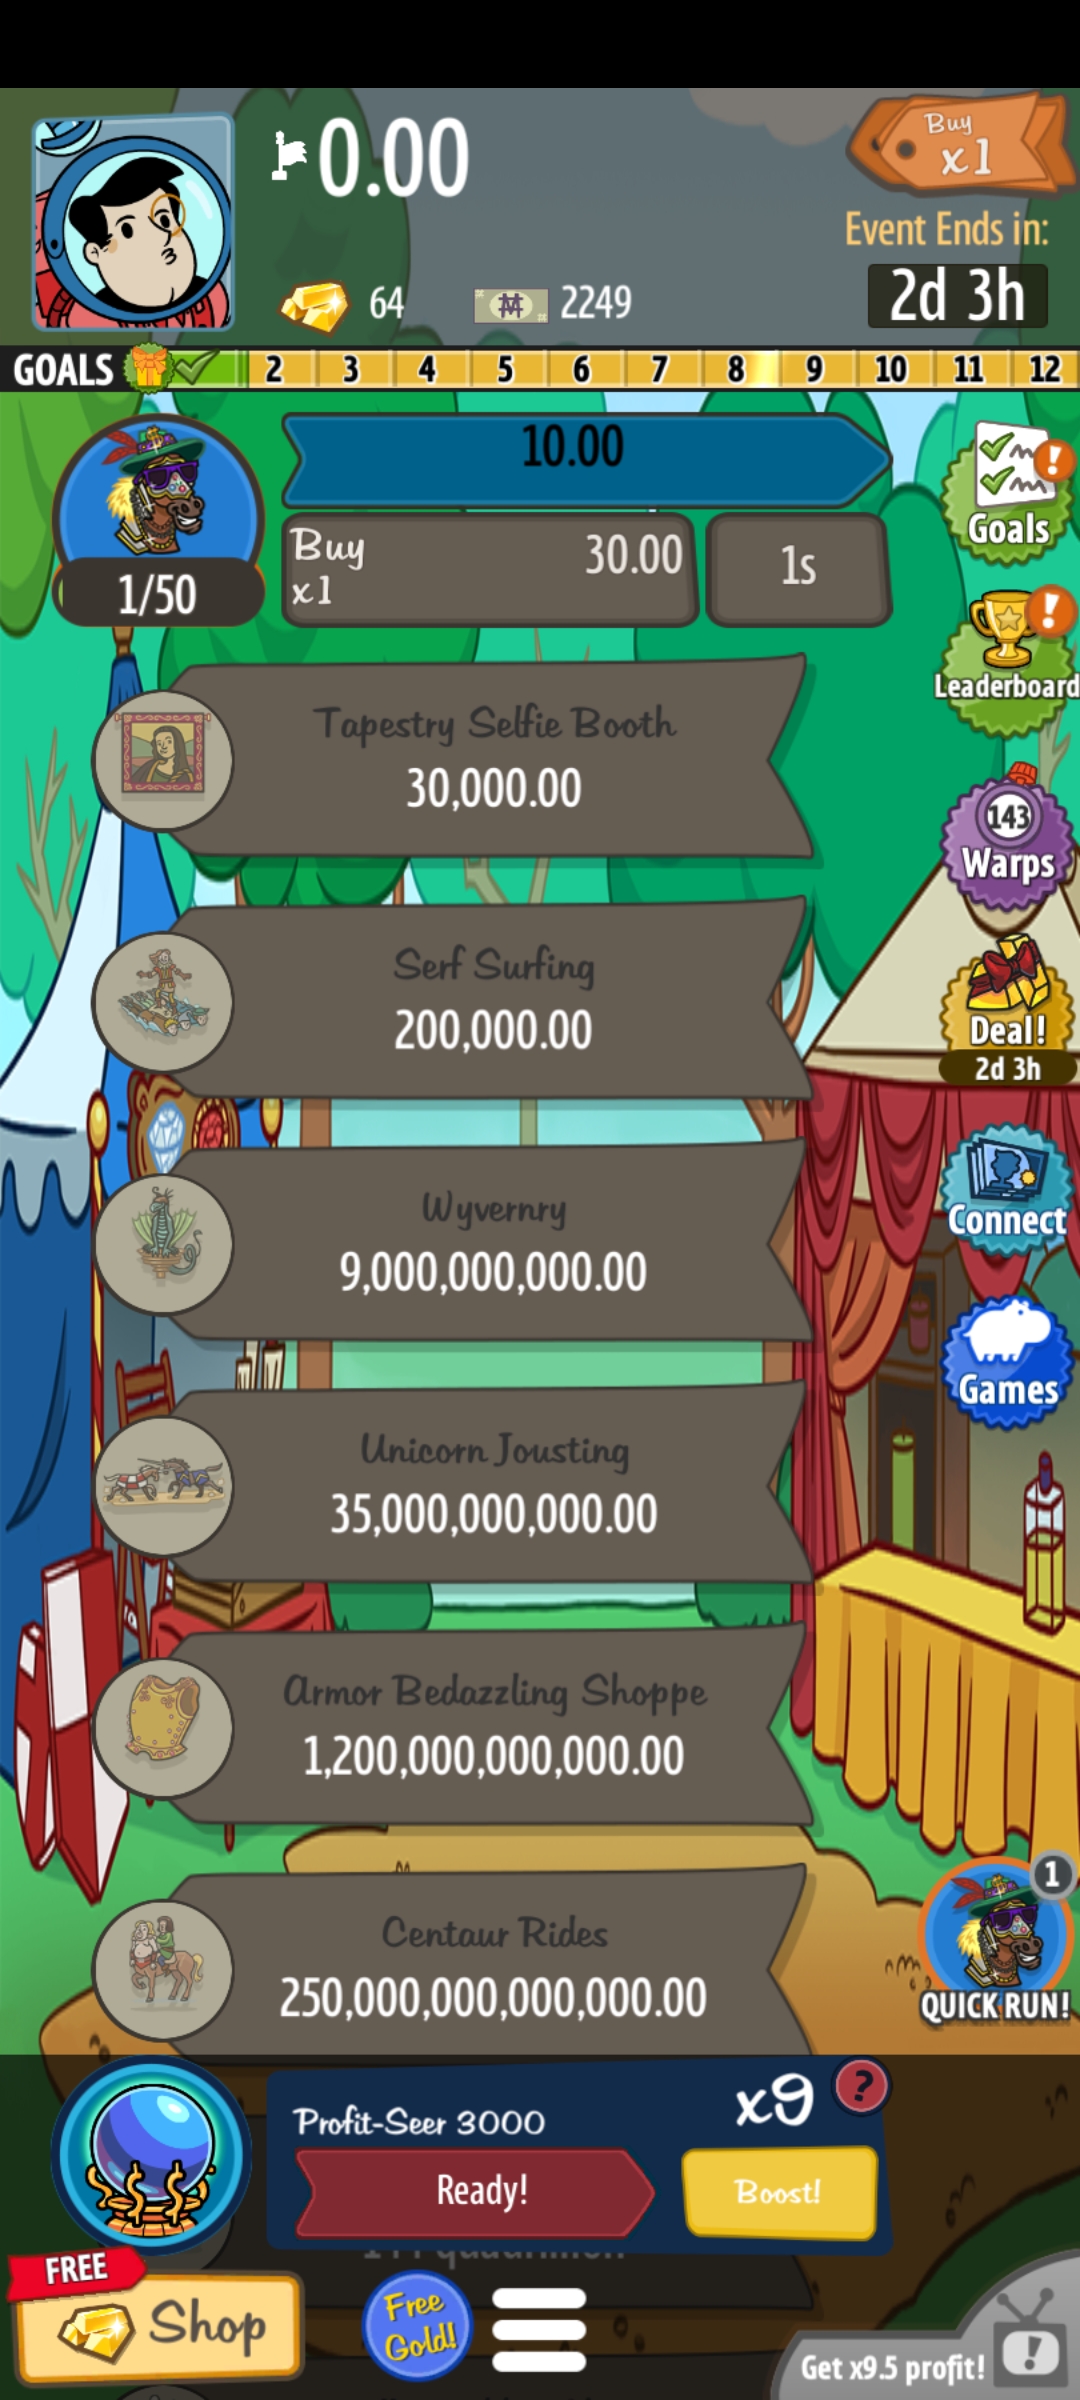 0.00
Buy
x1
Event Ends in:
2d 3h
64
2249
GOALS
2
3
4
5
6
7
8
9
10
11
12
10.00
Buy
x1
30.00
1s
1/50
Goals
Leaderboard
Tapestry Selfie Booth
30,000.00
143
Warps
Serf Surfing
200,000.00
Deal!
2d 3h
Wyvernry
9,000,000,000.00
Connect
Games
Unicorn Jousting
35,000,000,000.00
Armor Bedazzling Shoppe
1,200,000,000,000.00
Centaur Rides
250,000,000,000,000.00
1
QUICK RUN!
Profit-Seer 3000
x9
?
Ready!
Boost!
FREE
Shop
Free
Gold!
Get x9.5 profit!